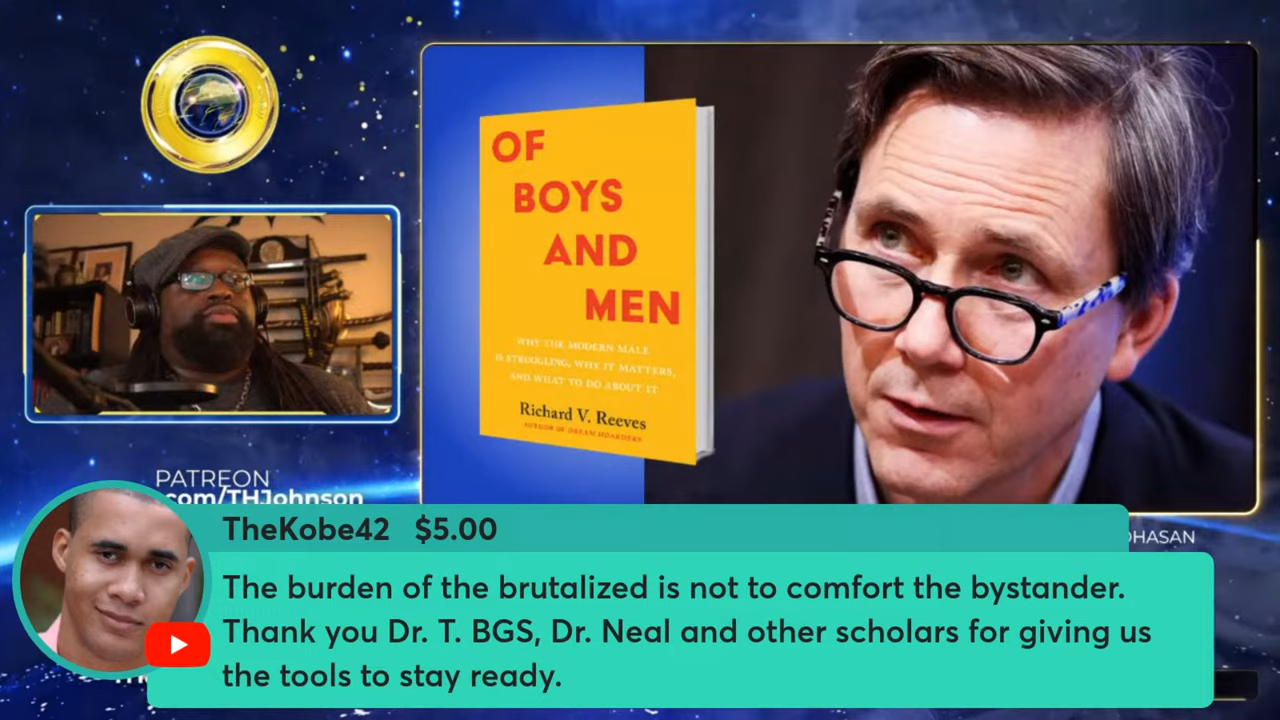 OF
BOYS
AND
MEN
WHY THE MODERN MALE
IS STRUGGLING, WHY IT MATTERS,
AND WHAT TO DO ABOUT IT
Richard V. Reeves
AUTHOR OF DREAM HOARDERS
PATREON
.com/THJohnson
OHASAN
TheKobe42 $5.00
The burden of the brutalized is not to comfort the bystander.
Thank you Dr. T. BGS, Dr. Neal and other scholars for giving us
the tools to stay ready.